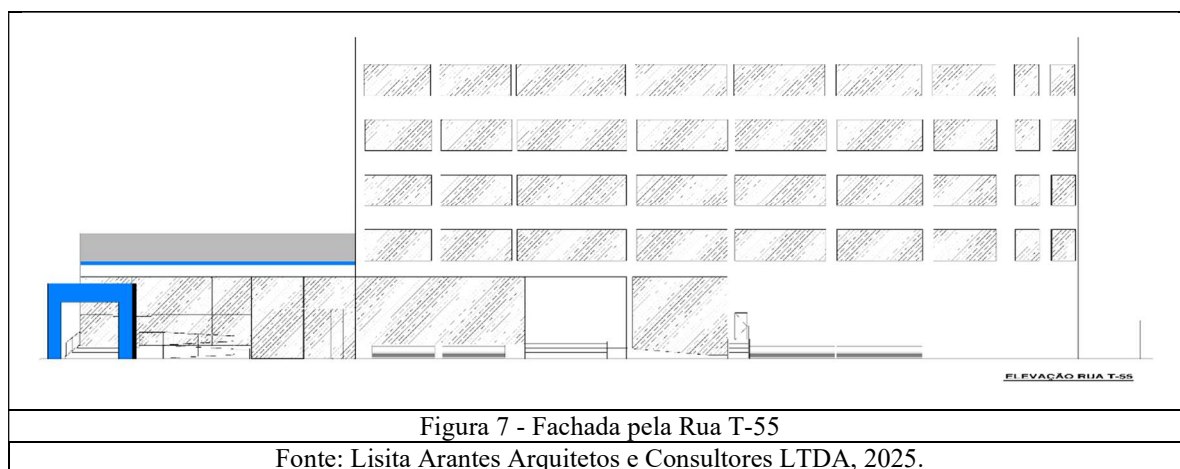 ELEVAÇÃO RUA T-55
Figura 7 - Fachada pela Rua T-55
Fonte: Lisita Arantes Arquitetos e Consultores LTDA, 2025.